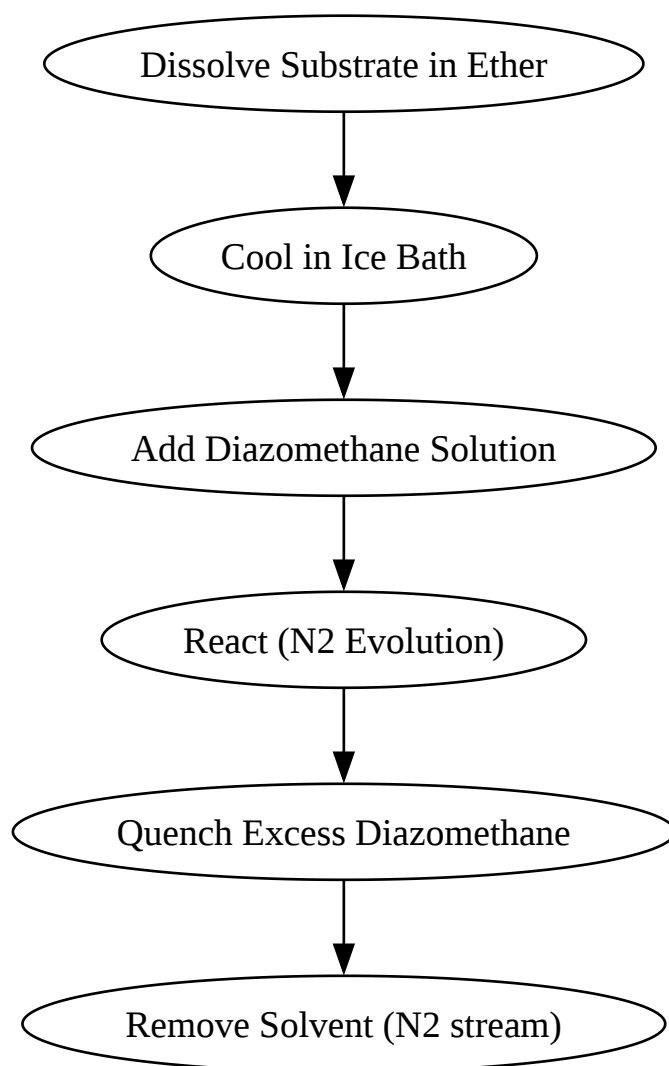 Dissolve Substrate in Ether
Cool in Ice Bath
Add Diazomethane Solution
React (N2 Evolution)
Quench Excess Diazomethane
Remove Solvent (N2 stream)